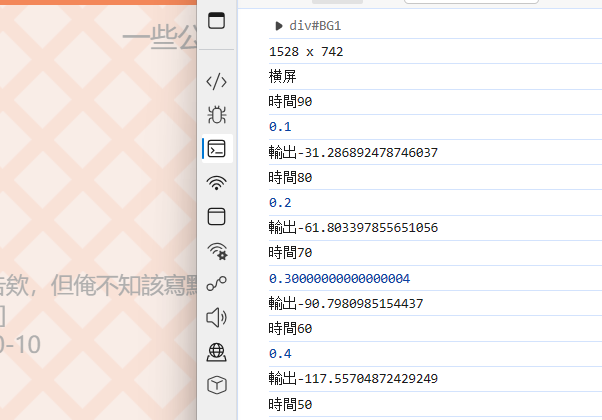 一些公
告欸，但俺不知該寫點
]
0-10
div#BG1
1528 x 742
横屏
時間90
0.1
輸出-31.286892478746037
時間80
0.2
輸出-61.803397855651056
時間70
0.30000000000000004
輸出-90.7980985154437
時間60
0.4
輸出-117.55704872429249
時間50